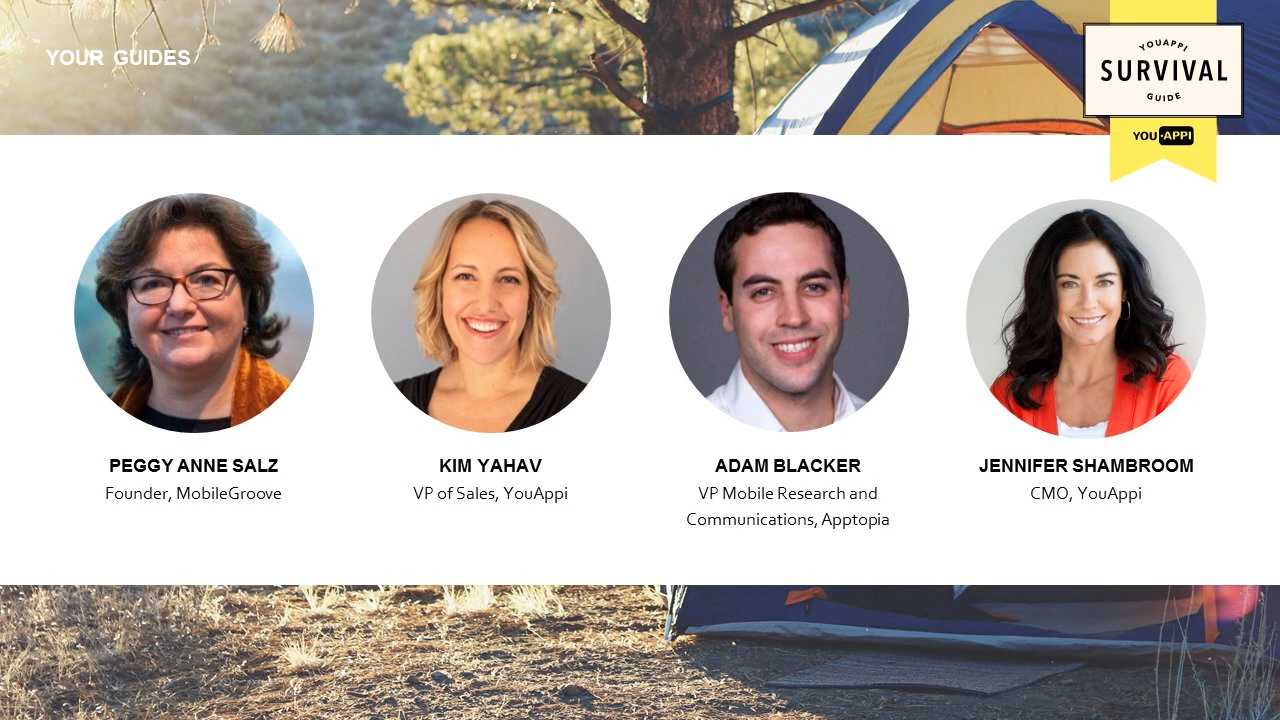 YOUR GUIDES/
YOUAPPI
SURVIVAL
GUIDE
YOU APPI
PEGGY ANNE SALZ
Founder, MobileGroove
KIM YAHAV
VP of Sales, YouAppi
ADAM BLACKER
VP Mobile Research and
Communications, Apptopia
JENNIFER SHAMBROOM
CMO, YouAppi